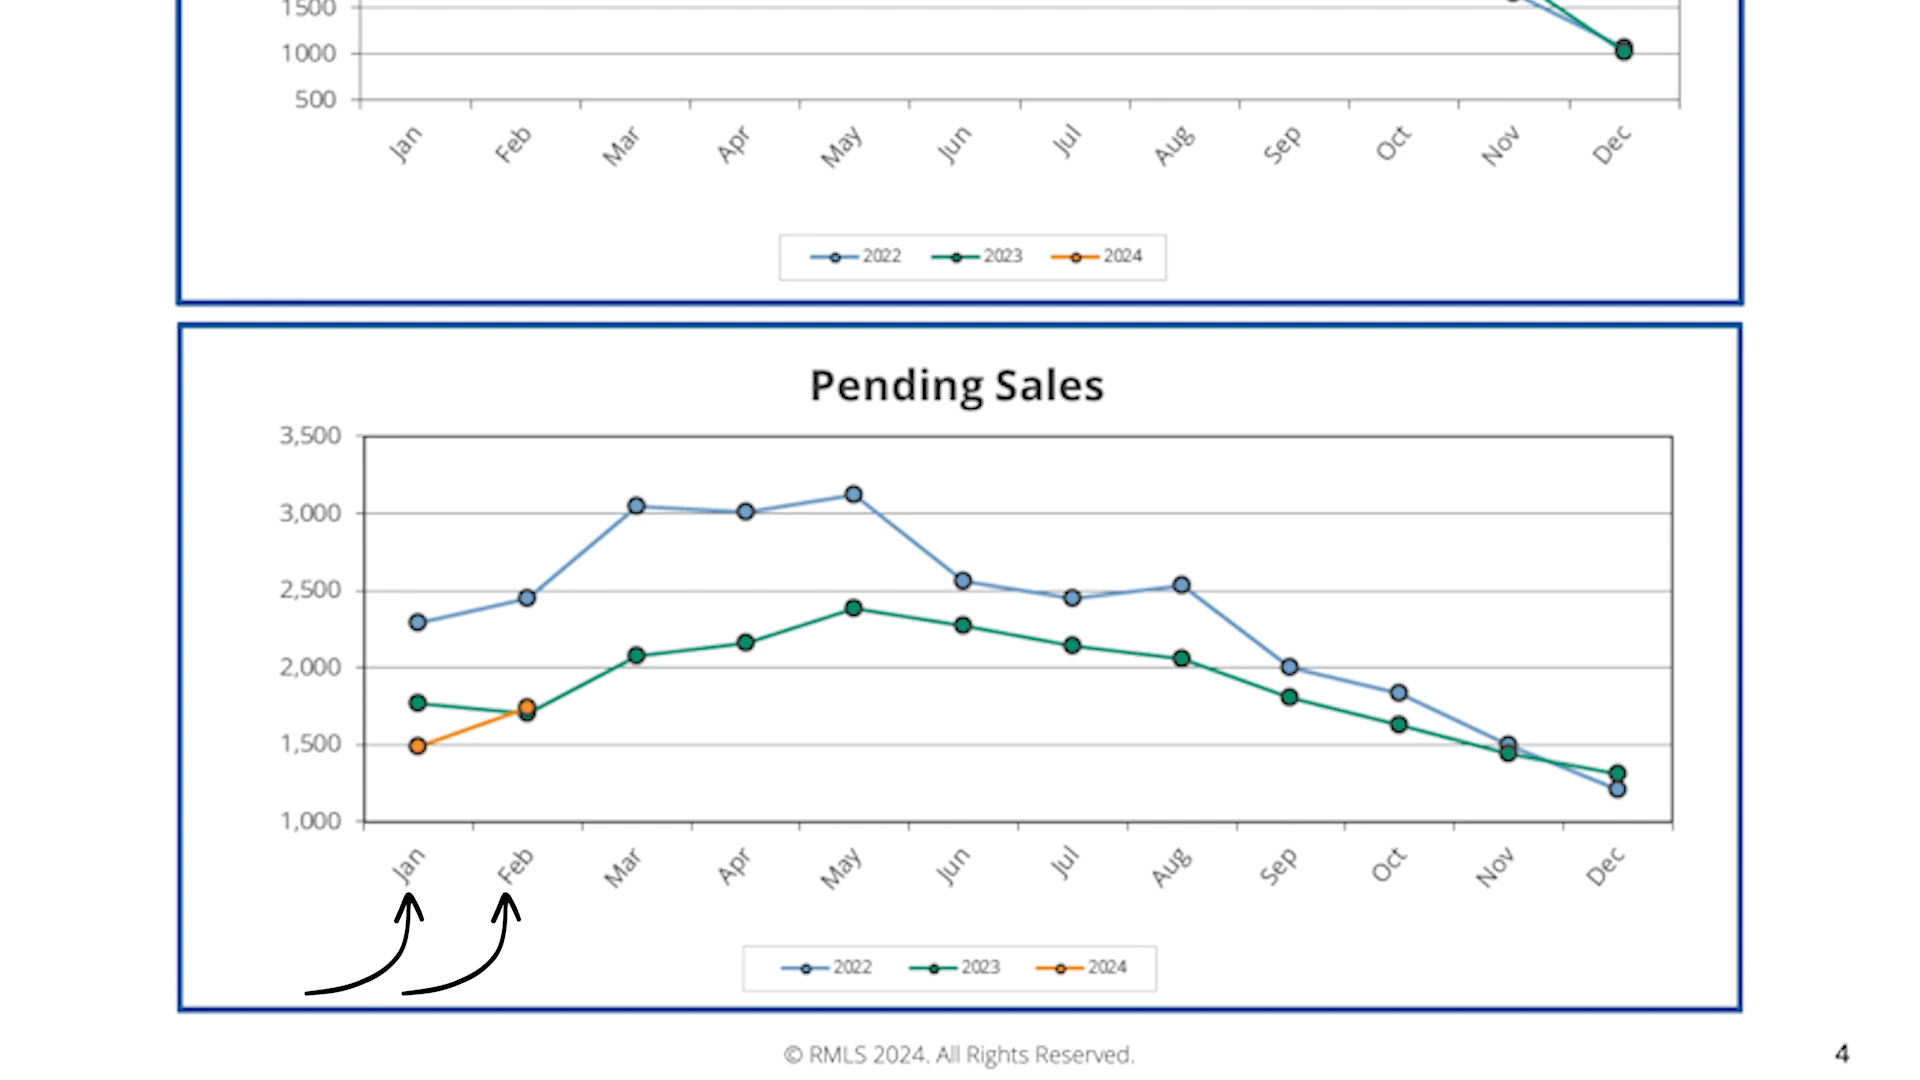 1500
1000
500
Jan Feb Mar Apr May Jun Jul Aug Sep Oct Nov Dec
2022 2023 2024
Pending Sales
3,500
3,000
2,500
2,000
1,500
1,000
Jan Feb Mar Apr May Jun Jul Aug Sep Oct Nov Dec
2022 2023 2024
© RMLS 2024. All Rights Reserved.
4